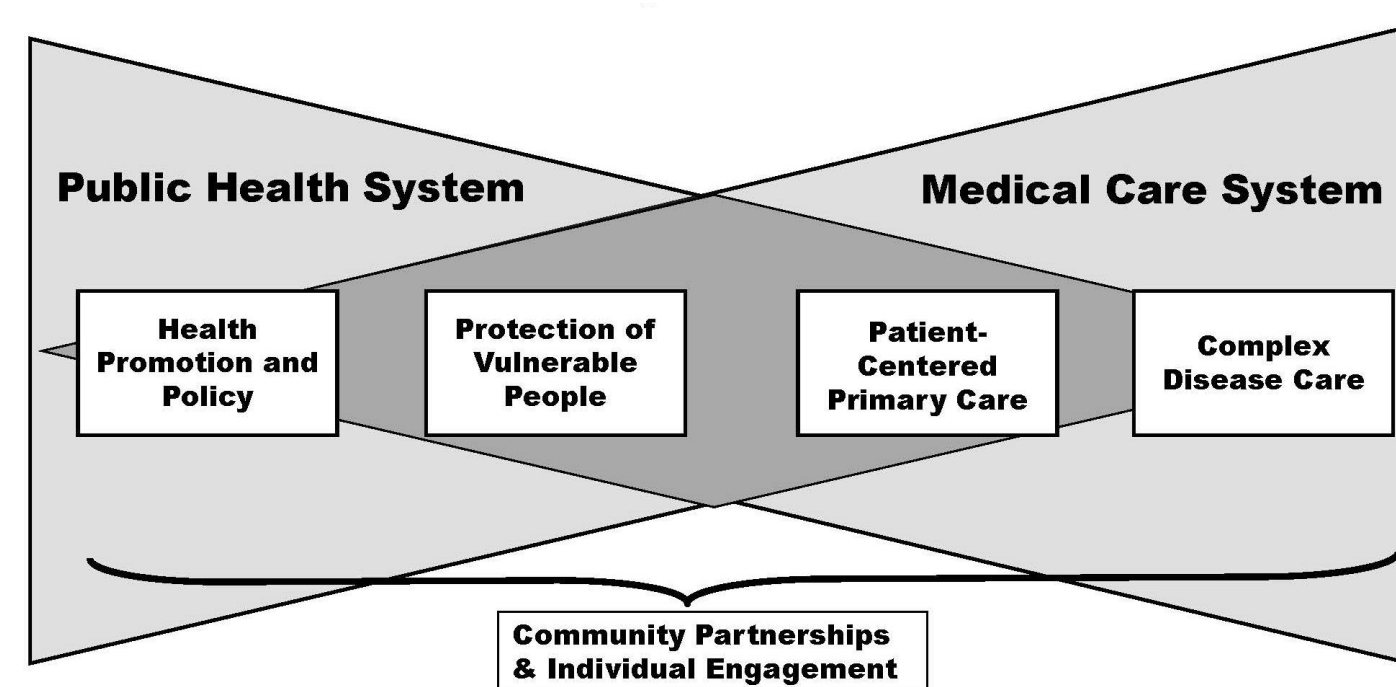 Public Health System
Medical Care System
Health
Promotion and
Policy
Protection of
Vulnerable
People
Patient-
Centered
Primary Care
Complex
Disease Care
Community Partnerships
& Individual Engagement